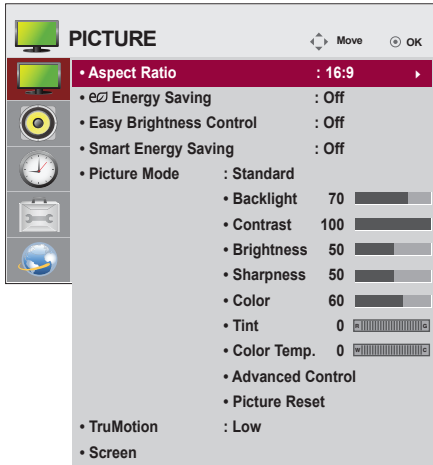 PICTURE Move OK
• Aspect Ratio : 16:9
• Energy Saving : Off
• Easy Brightness Control : Off
• Smart Energy Saving : Off
• Picture Mode : Standard
• Backlight 70
• Contrast 100
• Brightness 50
• Sharpness 50
• Color 60
• Tint 0 R G
• Color Temp. 0 W C
• Advanced Control
• Picture Reset
• TruMotion : Low
• Screen